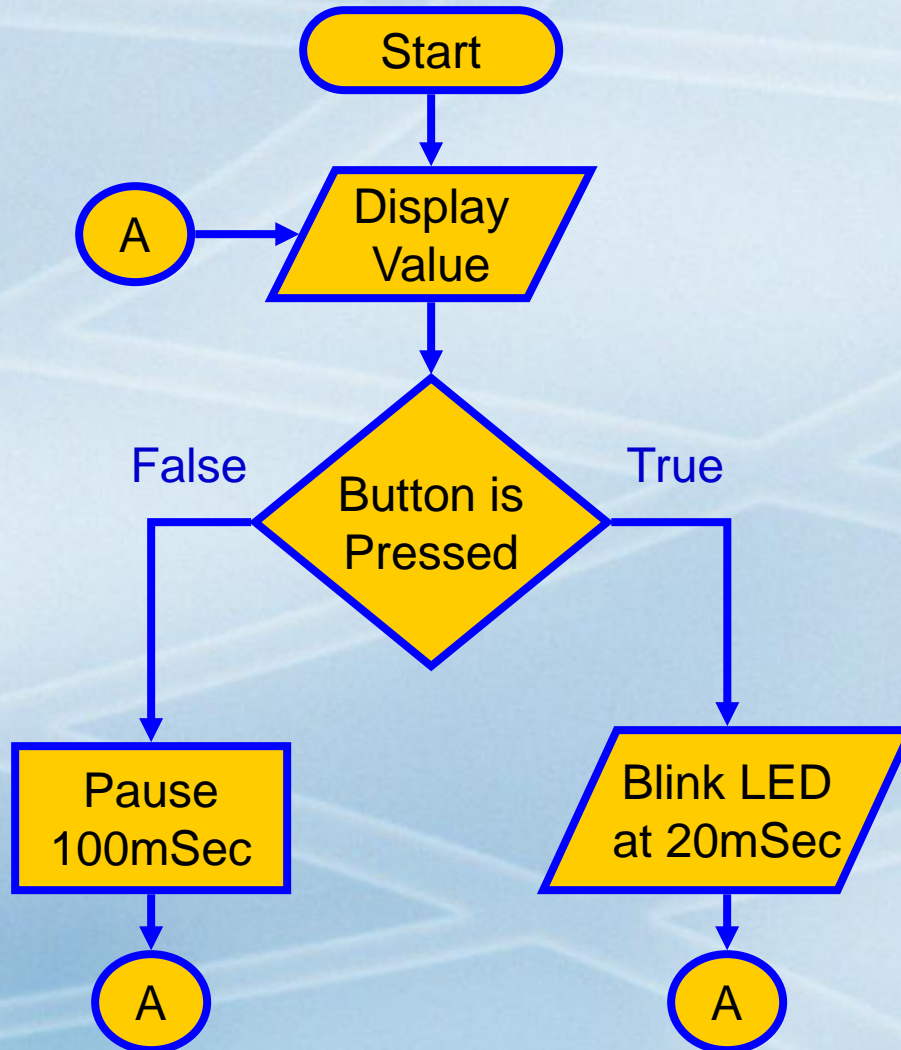 Start
A
Display
Value
False
True
Button is
Pressed
Pause
100mSec
Blink LED
at 20mSec
A
A